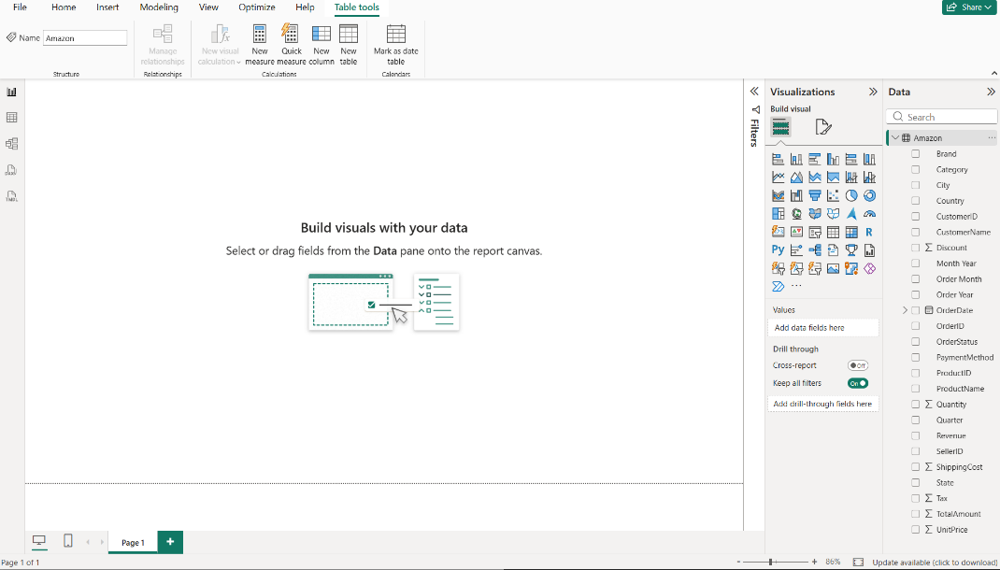 File Home Insert Modeling View Optimize Help Table tools Share
Name Amazon
Manage relationships
New visual calculation
New measure
Quick measure
New column
New table
Mark as date table
Structure Relationships Calculations Calendars
Filters
Visualizations
Build visual
Py R
...
Values
Add data fields here
Drill through
Cross-report Off
Keep all filters On
Add drill-through fields here
Data
Search
Amazon ...
Brand
Category
City
Country
CustomerID
CustomerName
∑ Discount
Month Year
Order Month
Order Year
OrderDate
OrderID
OrderStatus
PaymentMethod
ProductID
ProductName
∑ Quantity
Quarter
Revenue
SellerID
∑ ShippingCost
State
∑ Tax
∑ TotalAmount
∑ UnitPrice
Build visuals with your data
Select or drag fields from the Data pane onto the report canvas.
Page 1 +
Page 1 of 1
- + 86% Update available (click to download)